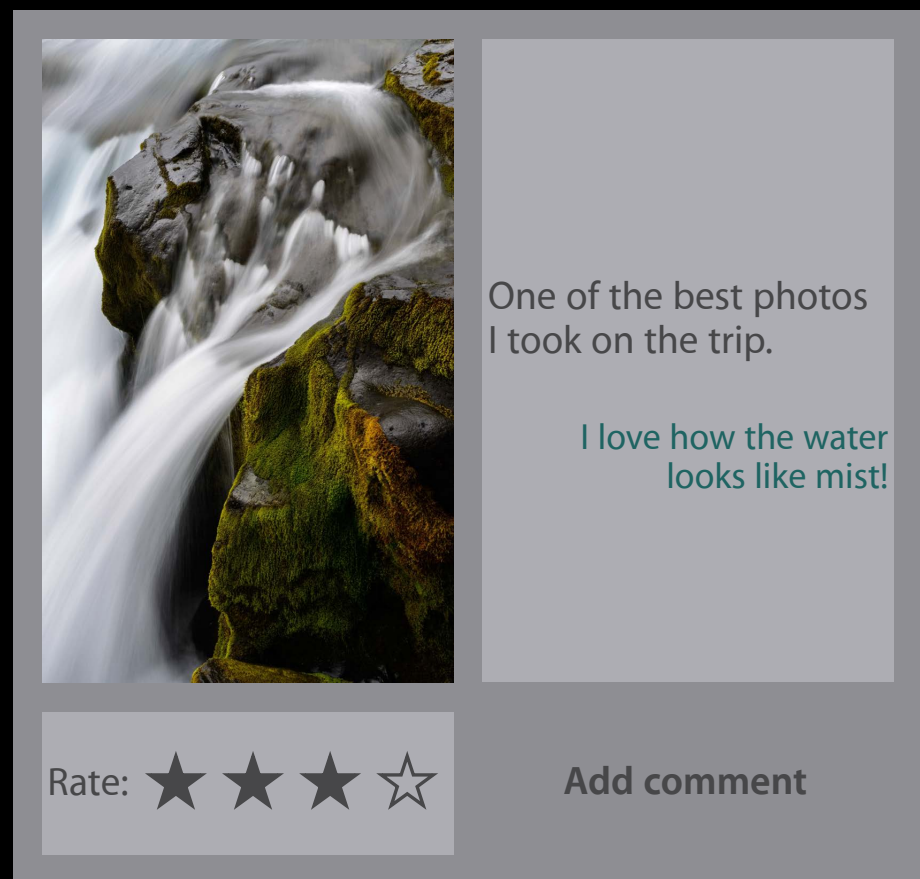 One of the best photos
I took on the trip.
I love how the water
looks like mist!
Rate:
Add comment